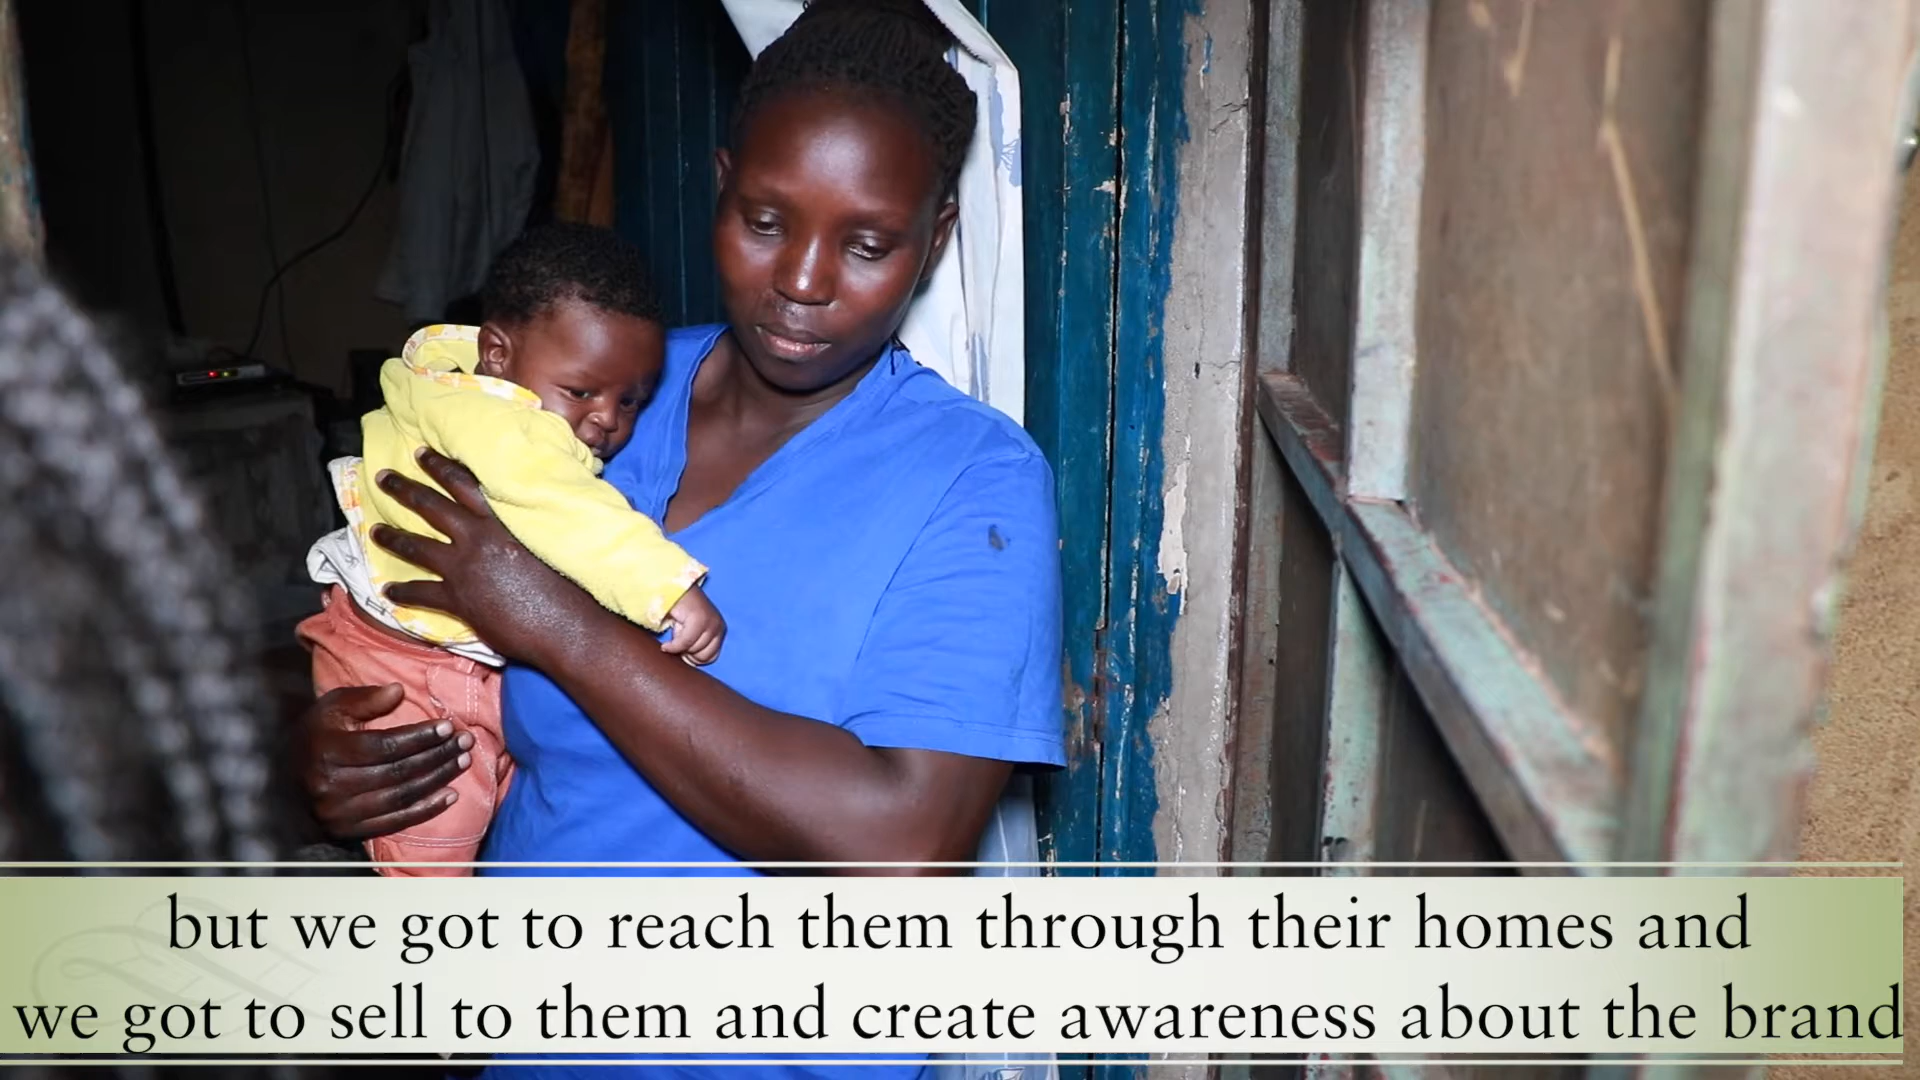 but we got to reach them through their homes and
we got to sell to them and create awareness about the brand